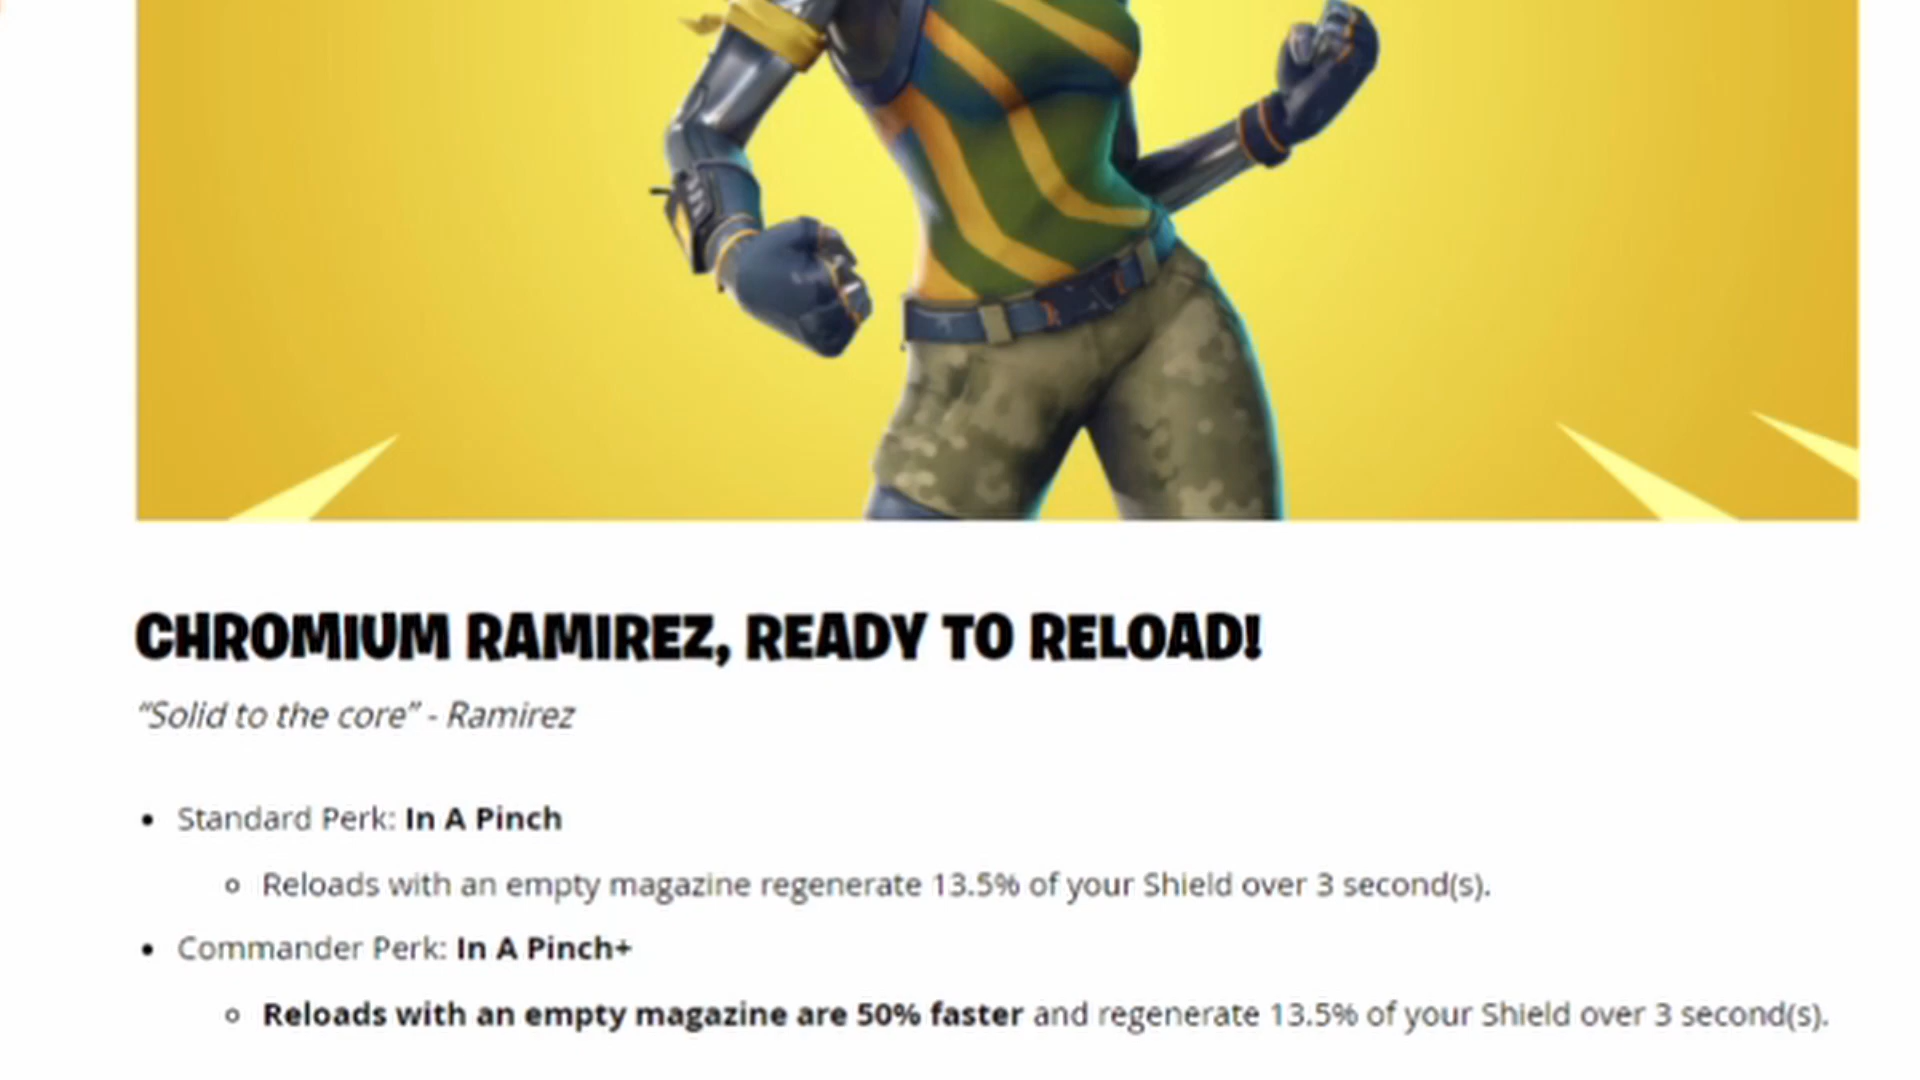 CHROMIUM RAMIREZ, READY TO RELOAD!
“Solid to the core” - Ramirez
• Standard Perk: In A Pinch
○ Reloads with an empty magazine regenerate 13.5% of your Shield over 3 second(s).
• Commander Perk: In A Pinch+
○ Reloads with an empty magazine are 50% faster and regenerate 13.5% of your Shield over 3 second(s).